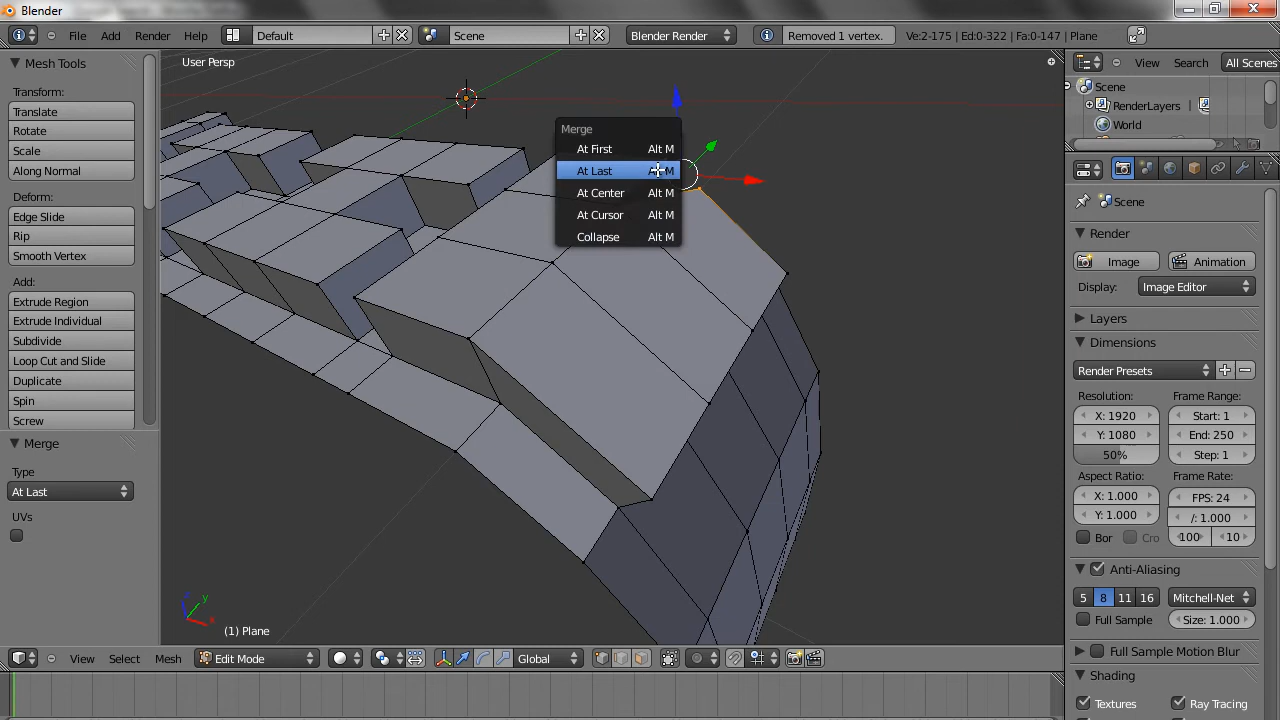 Blender
File Add Render Help Default Scene Blender Render Removed 1 vertex. Ve:2-175 | Ed:0-322 | Fa:0-147 | Plane
Mesh Tools
Transform:
Translate
Rotate
Scale
Along Normal
Deform:
Edge Slide
Rip
Smooth Vertex
Add:
Extrude Region
Extrude Individual
Subdivide
Loop Cut and Slide
Duplicate
Spin
Screw
Merge
Type
At Last
UVs
User Persp
Merge
At First Alt M
At Last Alt M
At Center Alt M
At Cursor Alt M
Collapse Alt M
z
y
x
(1) Plane
View Select Mesh Edit Mode Global
View Search All Scenes
Scene
RenderLayers
World
Scene
Render
Image Animation
Display: Image Editor
Layers
Dimensions
Render Presets
Resolution: Frame Range:
X: 1920 Start: 1
Y: 1080 End: 250
50% Step: 1
Aspect Ratio: Frame Rate:
X: 1.000 FPS: 24
Y: 1.000 /: 1.000
Bor Cro 100 10
Anti-Aliasing
5 8 11 16 Mitchell-Net
Full Sample Size: 1.000
Full Sample Motion Blur
Shading
Textures Ray Tracing